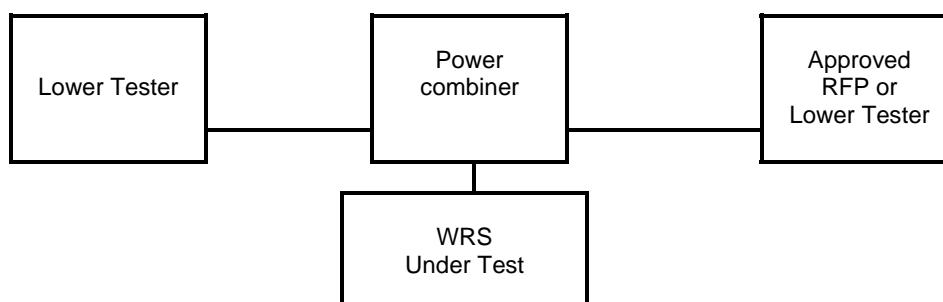 Lower Tester
Power
combiner
Approved
RFP or
Lower Tester
WRS
Under Test